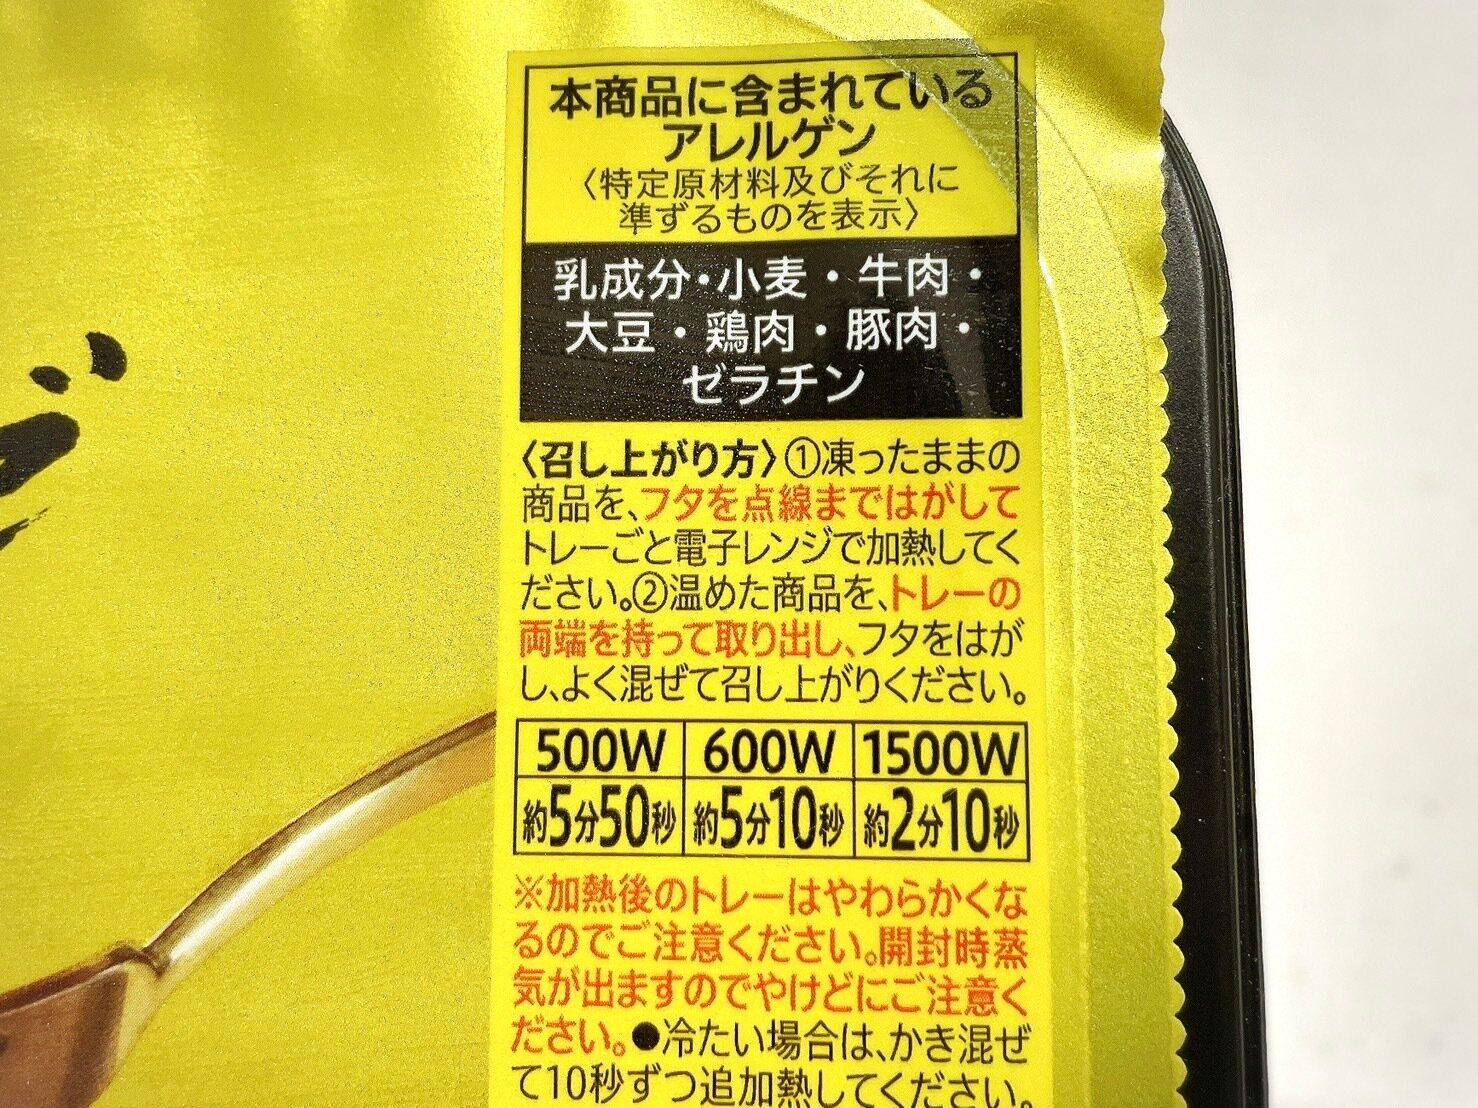 本商品に含まれている
アレルゲン
〈特定原材料及びそれに
準ずるものを表示〉
乳成分・小麦・牛肉・
大豆・鶏肉・豚肉・
ゼラチン
〈召し上がり方〉①凍ったままの
商品を、フタを点線まではがして
トレーごと電子レンジで加熱してく
ださい。②温めた商品を、トレーの
両端を持って取り出し、フタをはが
し、よく混ぜて召し上がりください。
500W 600W 1500W
約5分50秒 約5分10秒 約2分10秒
※加熱後のトレーはやわらかくな
るのでご注意ください。開封時蒸
気が出ますのでやけどにご注意く
ださい。●冷たい場合は、かき混ぜ
て10秒ずつ追加熱してください。